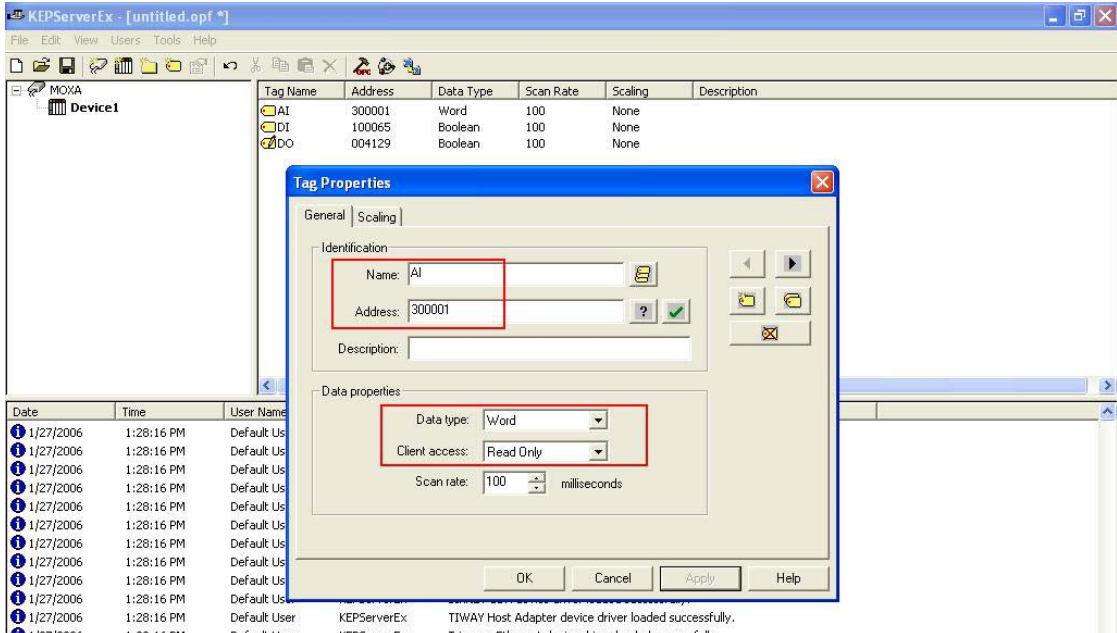 KEPServerEx - [untitled.opf *]
File Edit View Users Tools Help
MOXA
Device1
Tag Name Address Data Type Scan Rate Scaling Description
AI 300001 Word 100 None
DI 100065 Boolean 100 None
DO 004129 Boolean 100 None
Tag Properties
General Scaling
Identification
Name: AI
Address: 300001
Description:
Data properties
Data type: Word
Client access: Read Only
Scan rate: 100 milliseconds
OK Cancel Apply Help
Date Time User Name
1/27/2006 1:28:16 PM Default Us
1/27/2006 1:28:16 PM Default Us
1/27/2006 1:28:16 PM Default Us
1/27/2006 1:28:16 PM Default Us
1/27/2006 1:28:16 PM Default Us
1/27/2006 1:28:16 PM Default Us
1/27/2006 1:28:16 PM Default Us
1/27/2006 1:28:16 PM Default Us
1/27/2006 1:28:16 PM Default Us
1/27/2006 1:28:16 PM Default User
1/27/2006 1:28:16 PM Default User KEPServerEx TIWAY Host Adapter device driver loaded successfully.